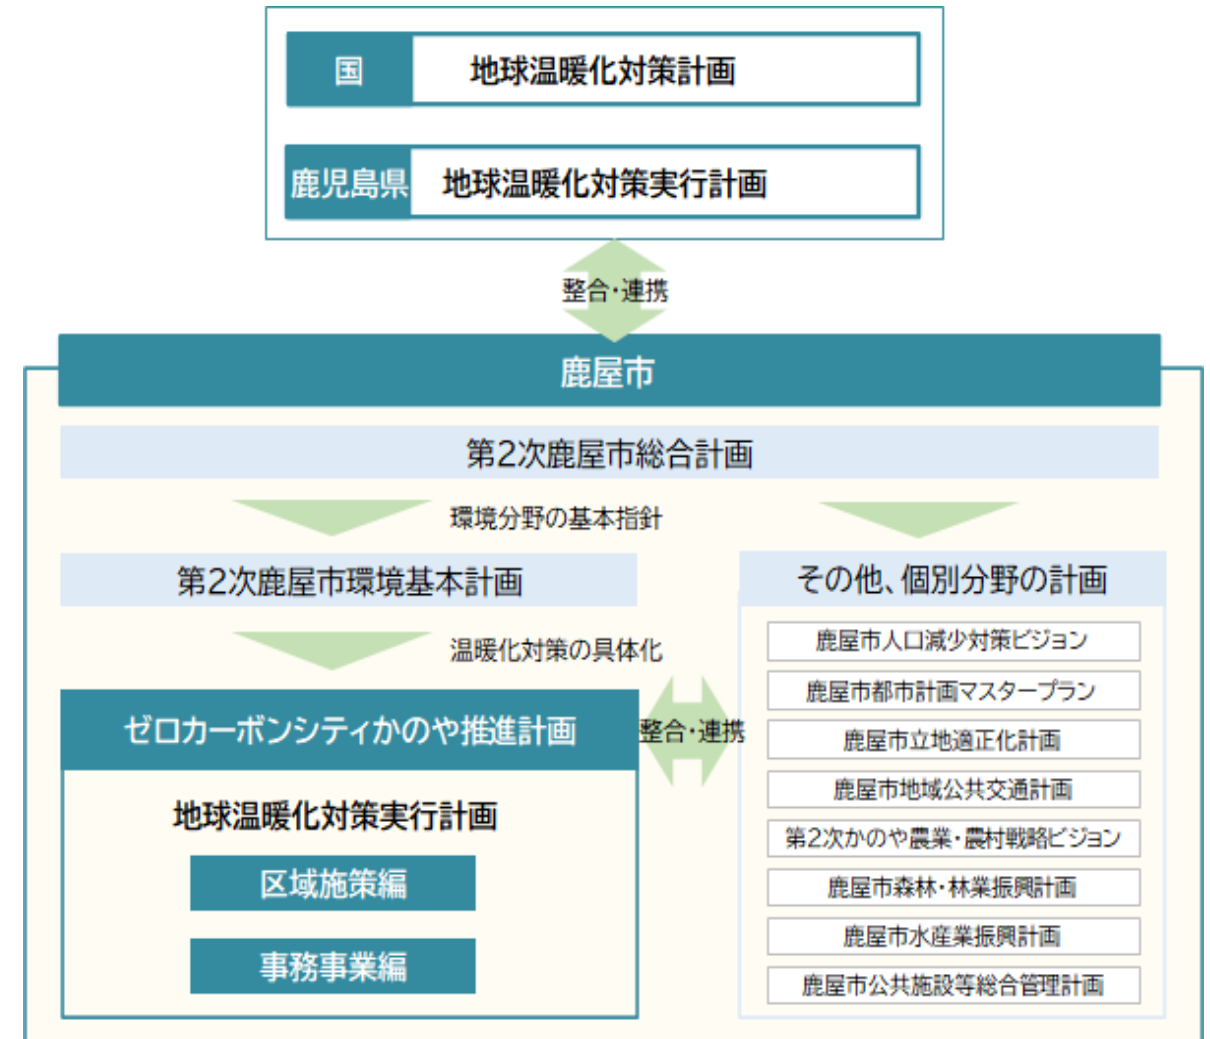 国
地球温暖化対策計画
鹿児島県
地球温暖化対策実行計画
整合・連携
鹿屋市
第2次鹿屋市総合計画
環境分野の基本指針
第2次鹿屋市環境基本計画
温暖化対策の具体化
ゼロカーボンシティかのや推進計画
地球温暖化対策実行計画
区域施策編
事務事業編
整合・連携
その他、個別分野の計画
鹿屋市人口減少対策ビジョン
鹿屋市都市計画マスタープラン
鹿屋市立地適正化計画
鹿屋市地域公共交通計画
第2次かのや農業・農村戦略ビジョン
鹿屋市森林・林業振興計画
鹿屋市水産業振興計画
鹿屋市公共施設等総合管理計画